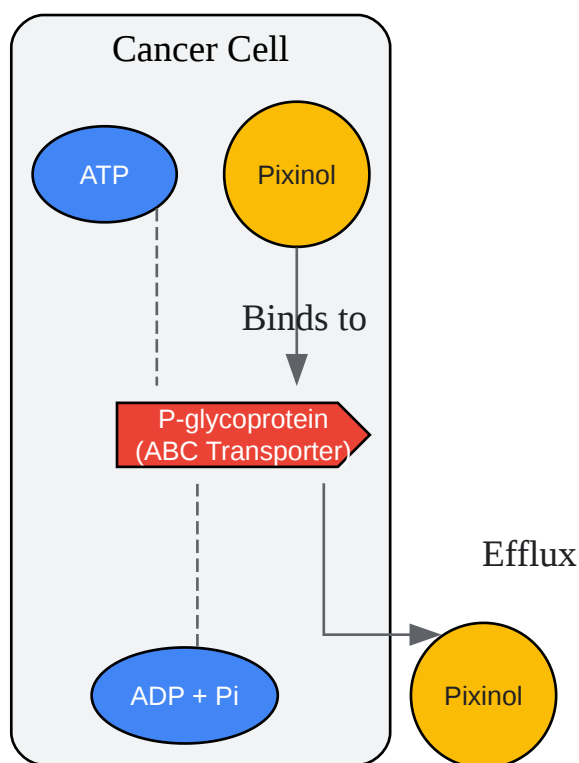 Cancer Cell
ATP
Pixinol
Binds to
P-glycoprotein
(ABC Transporter)
Efflux
ADP + Pi
Pixinol